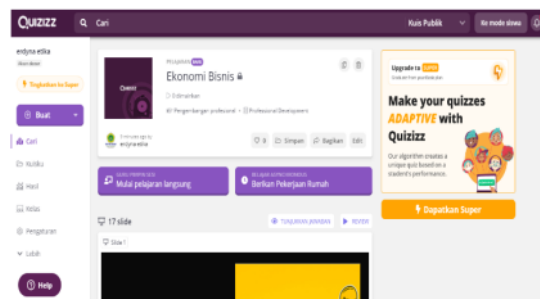 QUIZIZZ
Cari
Kuis Publik
Ke mode siswa
erdyna etika
Tingkatkan ke Super
Buat
Cari
Kutiku
Hasil
Kelas
Pengaturan
Lebih
Help
Ekonomi Bisnis
Pengembangan profesional • Professional Development
erdyna etika
0
Simpan
Bagikan
Edit
Mulai pelajaran langsung
Berikan Pekerjaan Rumah
17 slide
TUNJUKKAN JAWABAN
REVIEW
Slide 1
Upgrade to SUPER
Make your quizzes
ADAPTIVE with
Quizizz
Our algorithm creates a
unique quiz based on a
student's performance.
Dapatkan Super